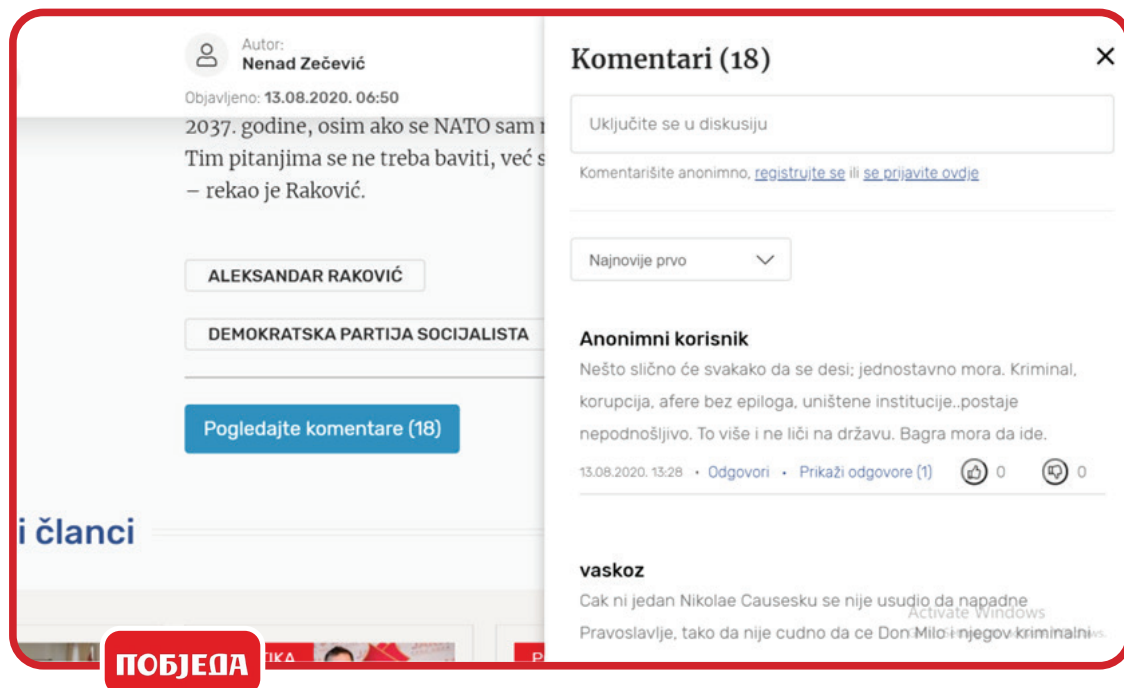 Autor:
Nenad Zečević
Objavljeno: 13.08.2020. 06:50
2037. godine, osim ako se NATO sam
Tim pitanjima se ne treba baviti, već s
– rekao je Raković.
ALEKSANDAR RAKOVIĆ
DEMOKRATSKA PARTIJA SOCIJALISTA
Pogledajte komentare (18)
i članci
TIKA
P
ПОБЈЕДА
Komentari (18)
Uključite se u diskusiju
Komentarišite anonimno, registrujte se ili se prijavite ovdje
Najnovije prvo
Anonimni korisnik
Nešto slično će svakako da se desi; jednostavno mora. Kriminal,
korupcija, afere bez epiloga, uništene institucije..postaje
nepodnošljivo. To više i ne liči na državu. Bagra mora da ide.
13.08.2020. 13:28 • Odgovori • Prikaži odgovore (1) 0 0
vaskoz
Cak ni jedan Nikolae Causesku se nije usudio da napadne
Activate Windows
Pravoslavlje, tako da nije cudno da ce Don Milo i njegov kriminalni